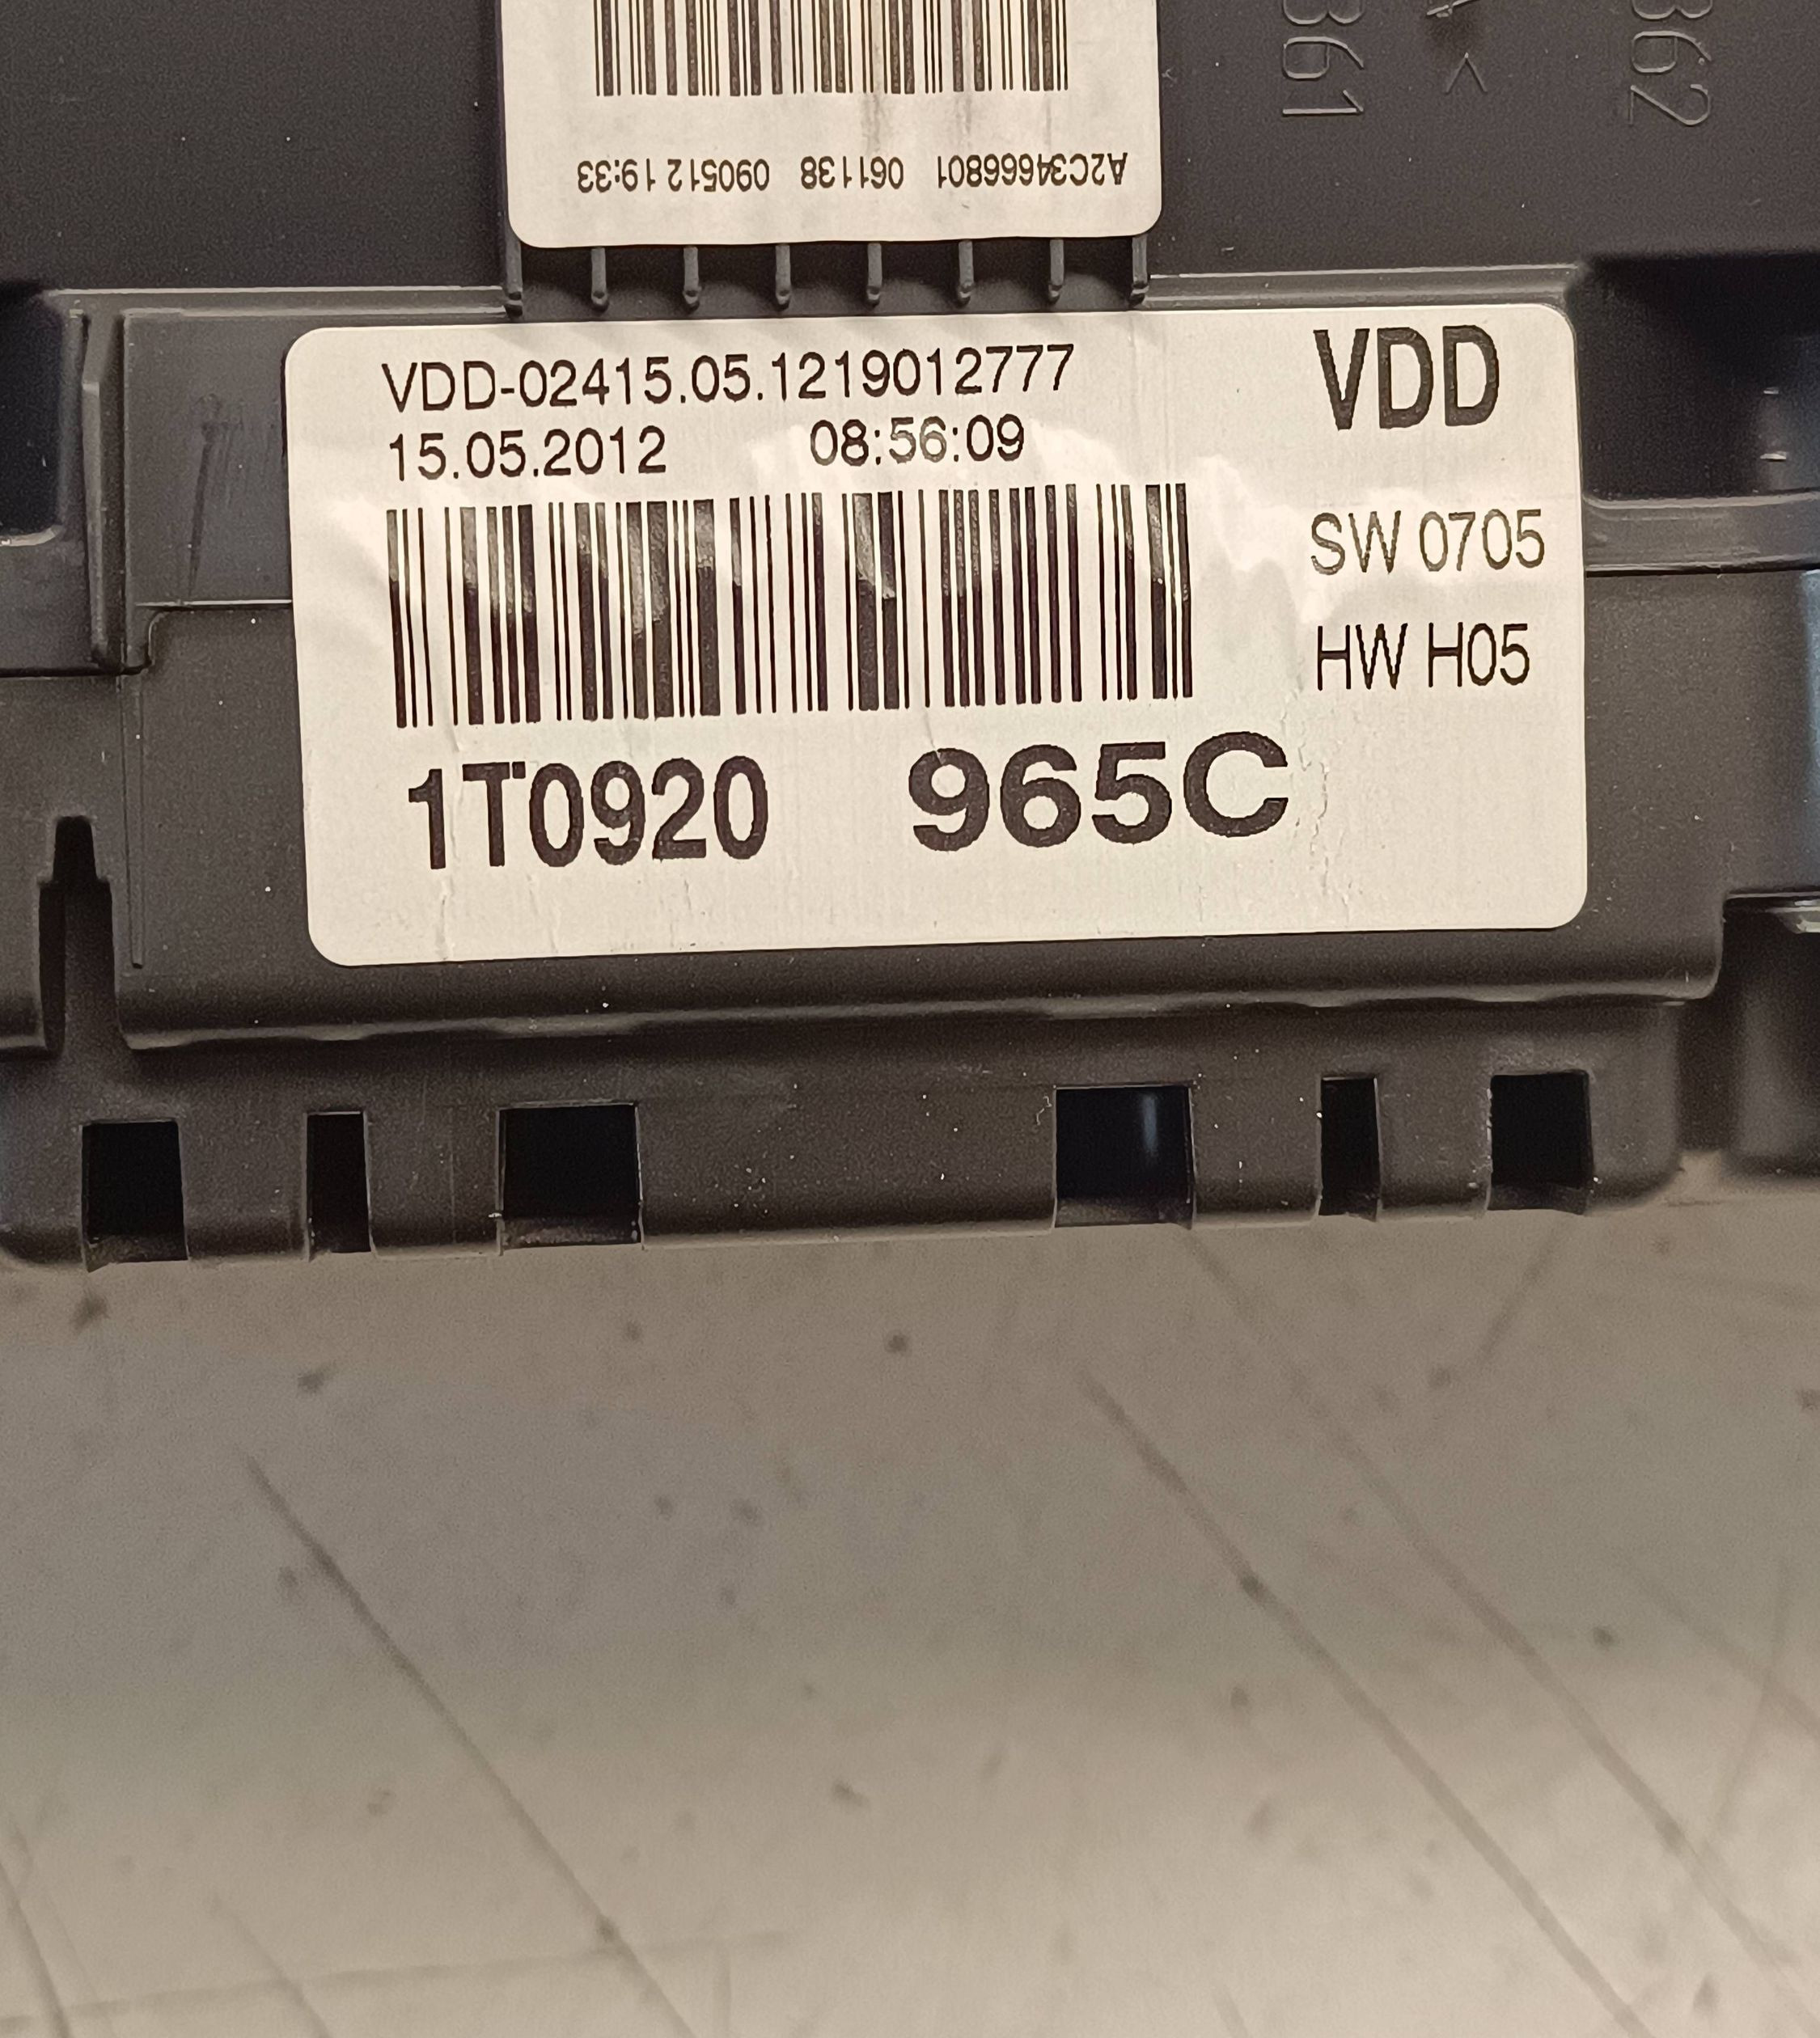 A2C34666801 061138 090512 19:33
VDD-02415.05.1219012777
15.05.2012 08:56:09
VDD
SW 0705
HW H05
1T0920 965C